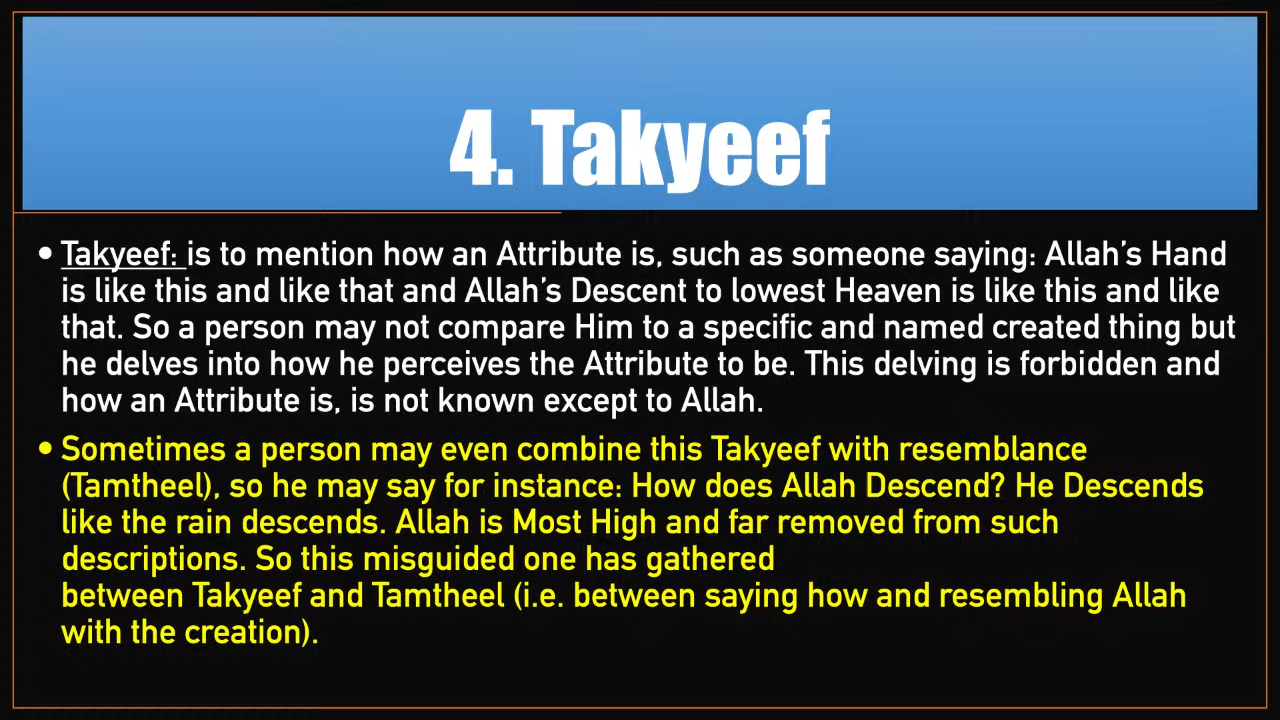 4. Takyeef
• Takyeef: is to mention how an Attribute is, such as someone saying: Allah’s Hand
is like this and like that and Allah’s Descent to lowest Heaven is like this and like
that. So a person may not compare Him to a specific and named created thing but
he delves into how he perceives the Attribute to be. This delving is forbidden and
how an Attribute is, is not known except to Allah.
• Sometimes a person may even combine this Takyeef with resemblance
(Tamtheel), so he may say for instance: How does Allah Descend? He Descends
like the rain descends. Allah is Most High and far removed from such
descriptions. So this misguided one has gathered
between Takyeef and Tamtheel (i.e. between saying how and resembling Allah
with the creation).